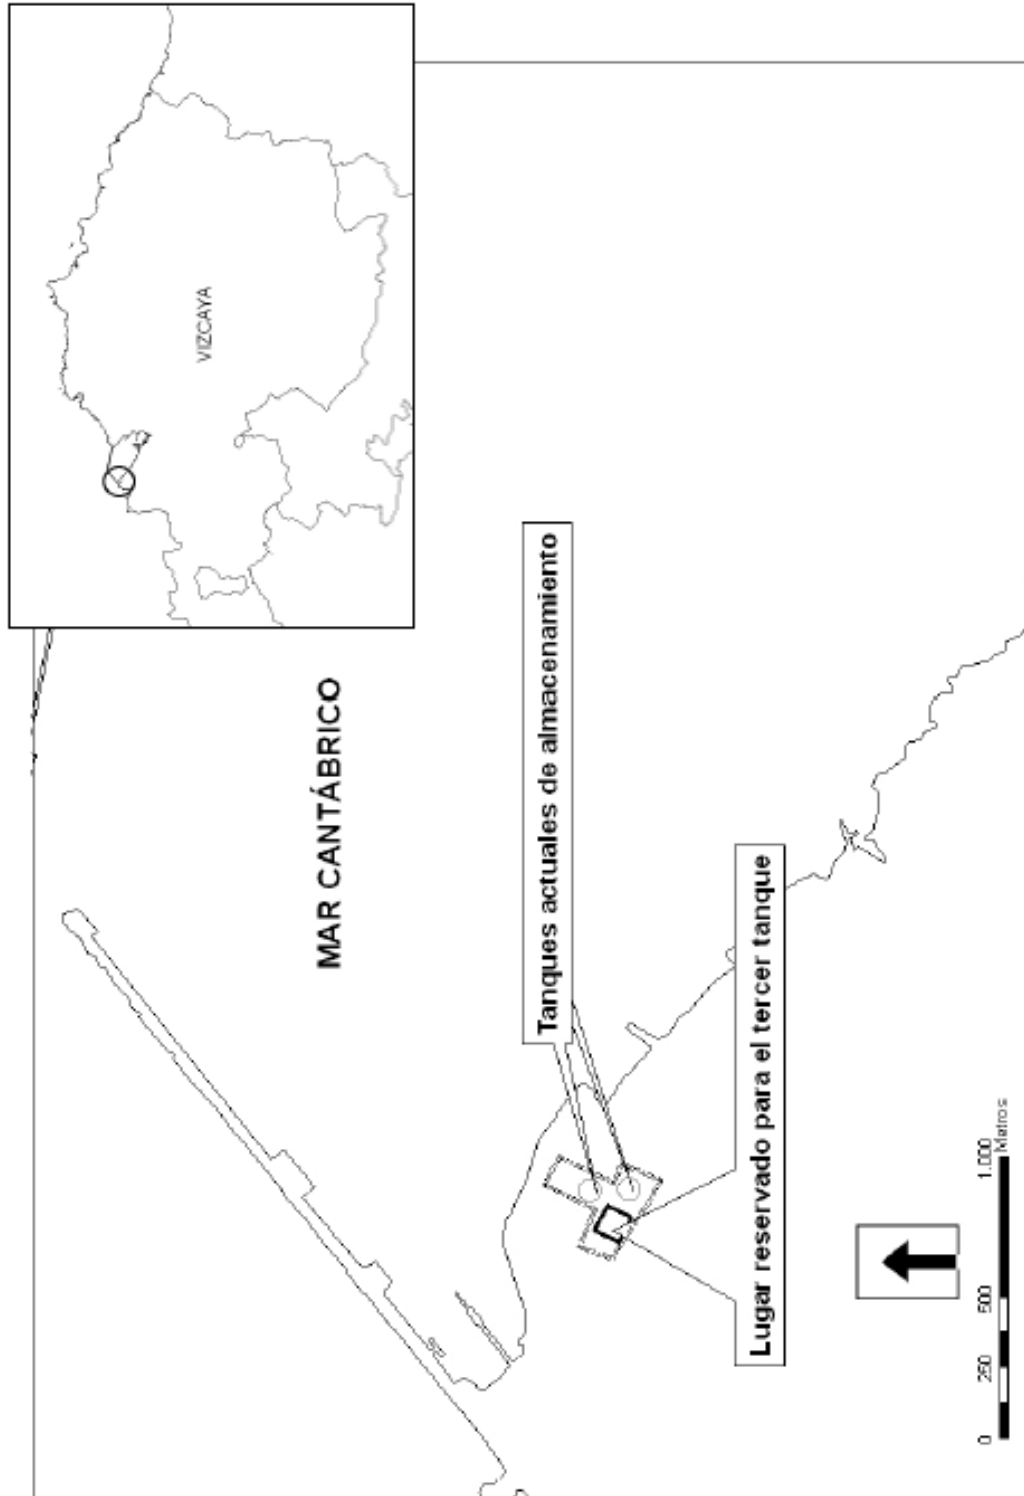 VIZCAYA
MAR CANTÁBRICO
Tanques actuales de almacenamiento
Lugar reservado para el tercer tanque
0 250 500 1.000
Metros